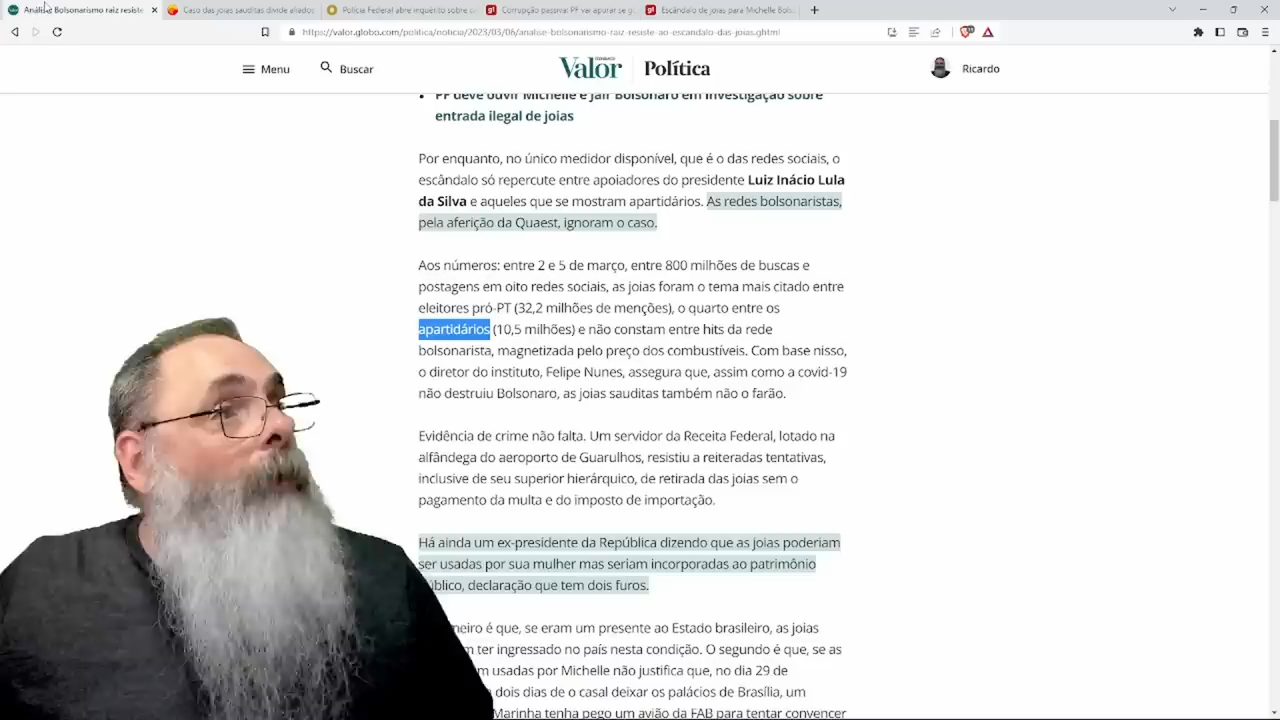 Análise: Bolsonarismo raiz resiste
Caso das joias sauditas divide aliados
Polícia Federal abre inquérito sobre
Corrupção passiva: PF vai apurar se
Escândalo de joias para Michelle Bols
https://valor.globo.com/politica/noticia/2023/03/06/analise-bolsonarismo-raiz-resiste-ao-escandalo-das-joias.ghtml
Menu
Buscar
Valor
Política
Ricardo
• PF deve ouvir Michelle e Jair Bolsonaro em investigação sobre
entrada ilegal de joias
Por enquanto, no único medidor disponível, que é o das redes sociais, o
escândalo só repercute entre apoiadores do presidente Luiz Inácio Lula
da Silva e aqueles que se mostram apartidários. As redes bolsonaristas,
pela aferição da Quaest, ignoram o caso.
Aos números: entre 2 e 5 de março, entre 800 milhões de buscas e
postagens em oito redes sociais, as joias foram o tema mais citado entre
eleitores pró-PT (32,2 milhões de menções), o quarto entre os
apartidários (10,5 milhões) e não constam entre hits da rede
bolsonarista, magnetizada pelo preço dos combustíveis. Com base nisso,
o diretor do instituto, Felipe Nunes, assegura que, assim como a covid-19
não destruiu Bolsonaro, as joias sauditas também não o farão.
Evidência de crime não falta. Um servidor da Receita Federal, lotado na
alfândega do aeroporto de Guarulhos, resistiu a reiteradas tentativas,
inclusive de seu superior hierárquico, de retirada das joias sem o
pagamento da multa e do imposto de importação.
Há ainda um ex-presidente da República dizendo que as joias poderiam
ser usadas por sua mulher mas seriam incorporadas ao patrimônio
público, declaração que tem dois furos.
meiro é que, se eram um presente ao Estado brasileiro, as joias
m ter ingressado no país nesta condição. O segundo é que, se as
m usadas por Michelle não justifica que, no dia 29 de
dois dias de o casal deixar os palácios de Brasília, um
Marinha tenha pego um avião da FAB para tentar convencer